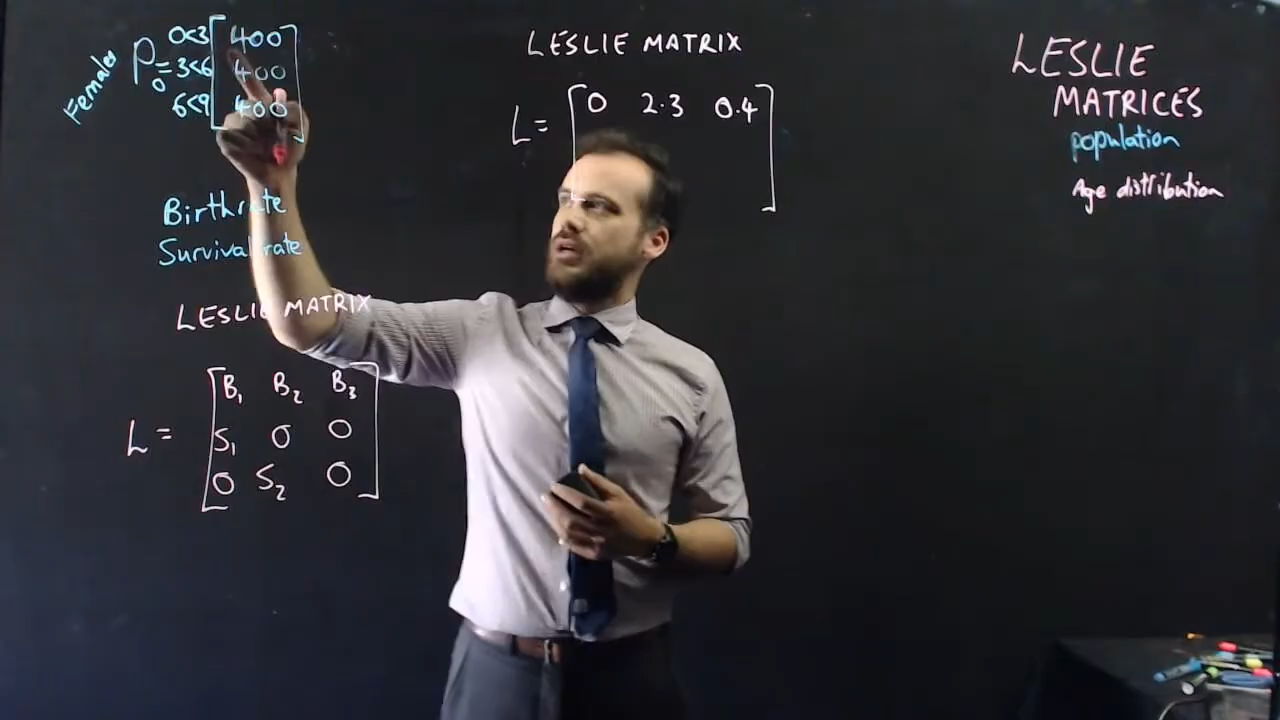 Females
P0 = 0<3 [400
3<6 400
6<9 400]
Birthrate
Survival rate
LESLIE MATRIX
L = [B1 B2 B3
S1 0 0
0 S2 0]
LESLIE MATRIX
L = [0 2.3 0.4]
LESLIE
MATRICES
population
Age distribution